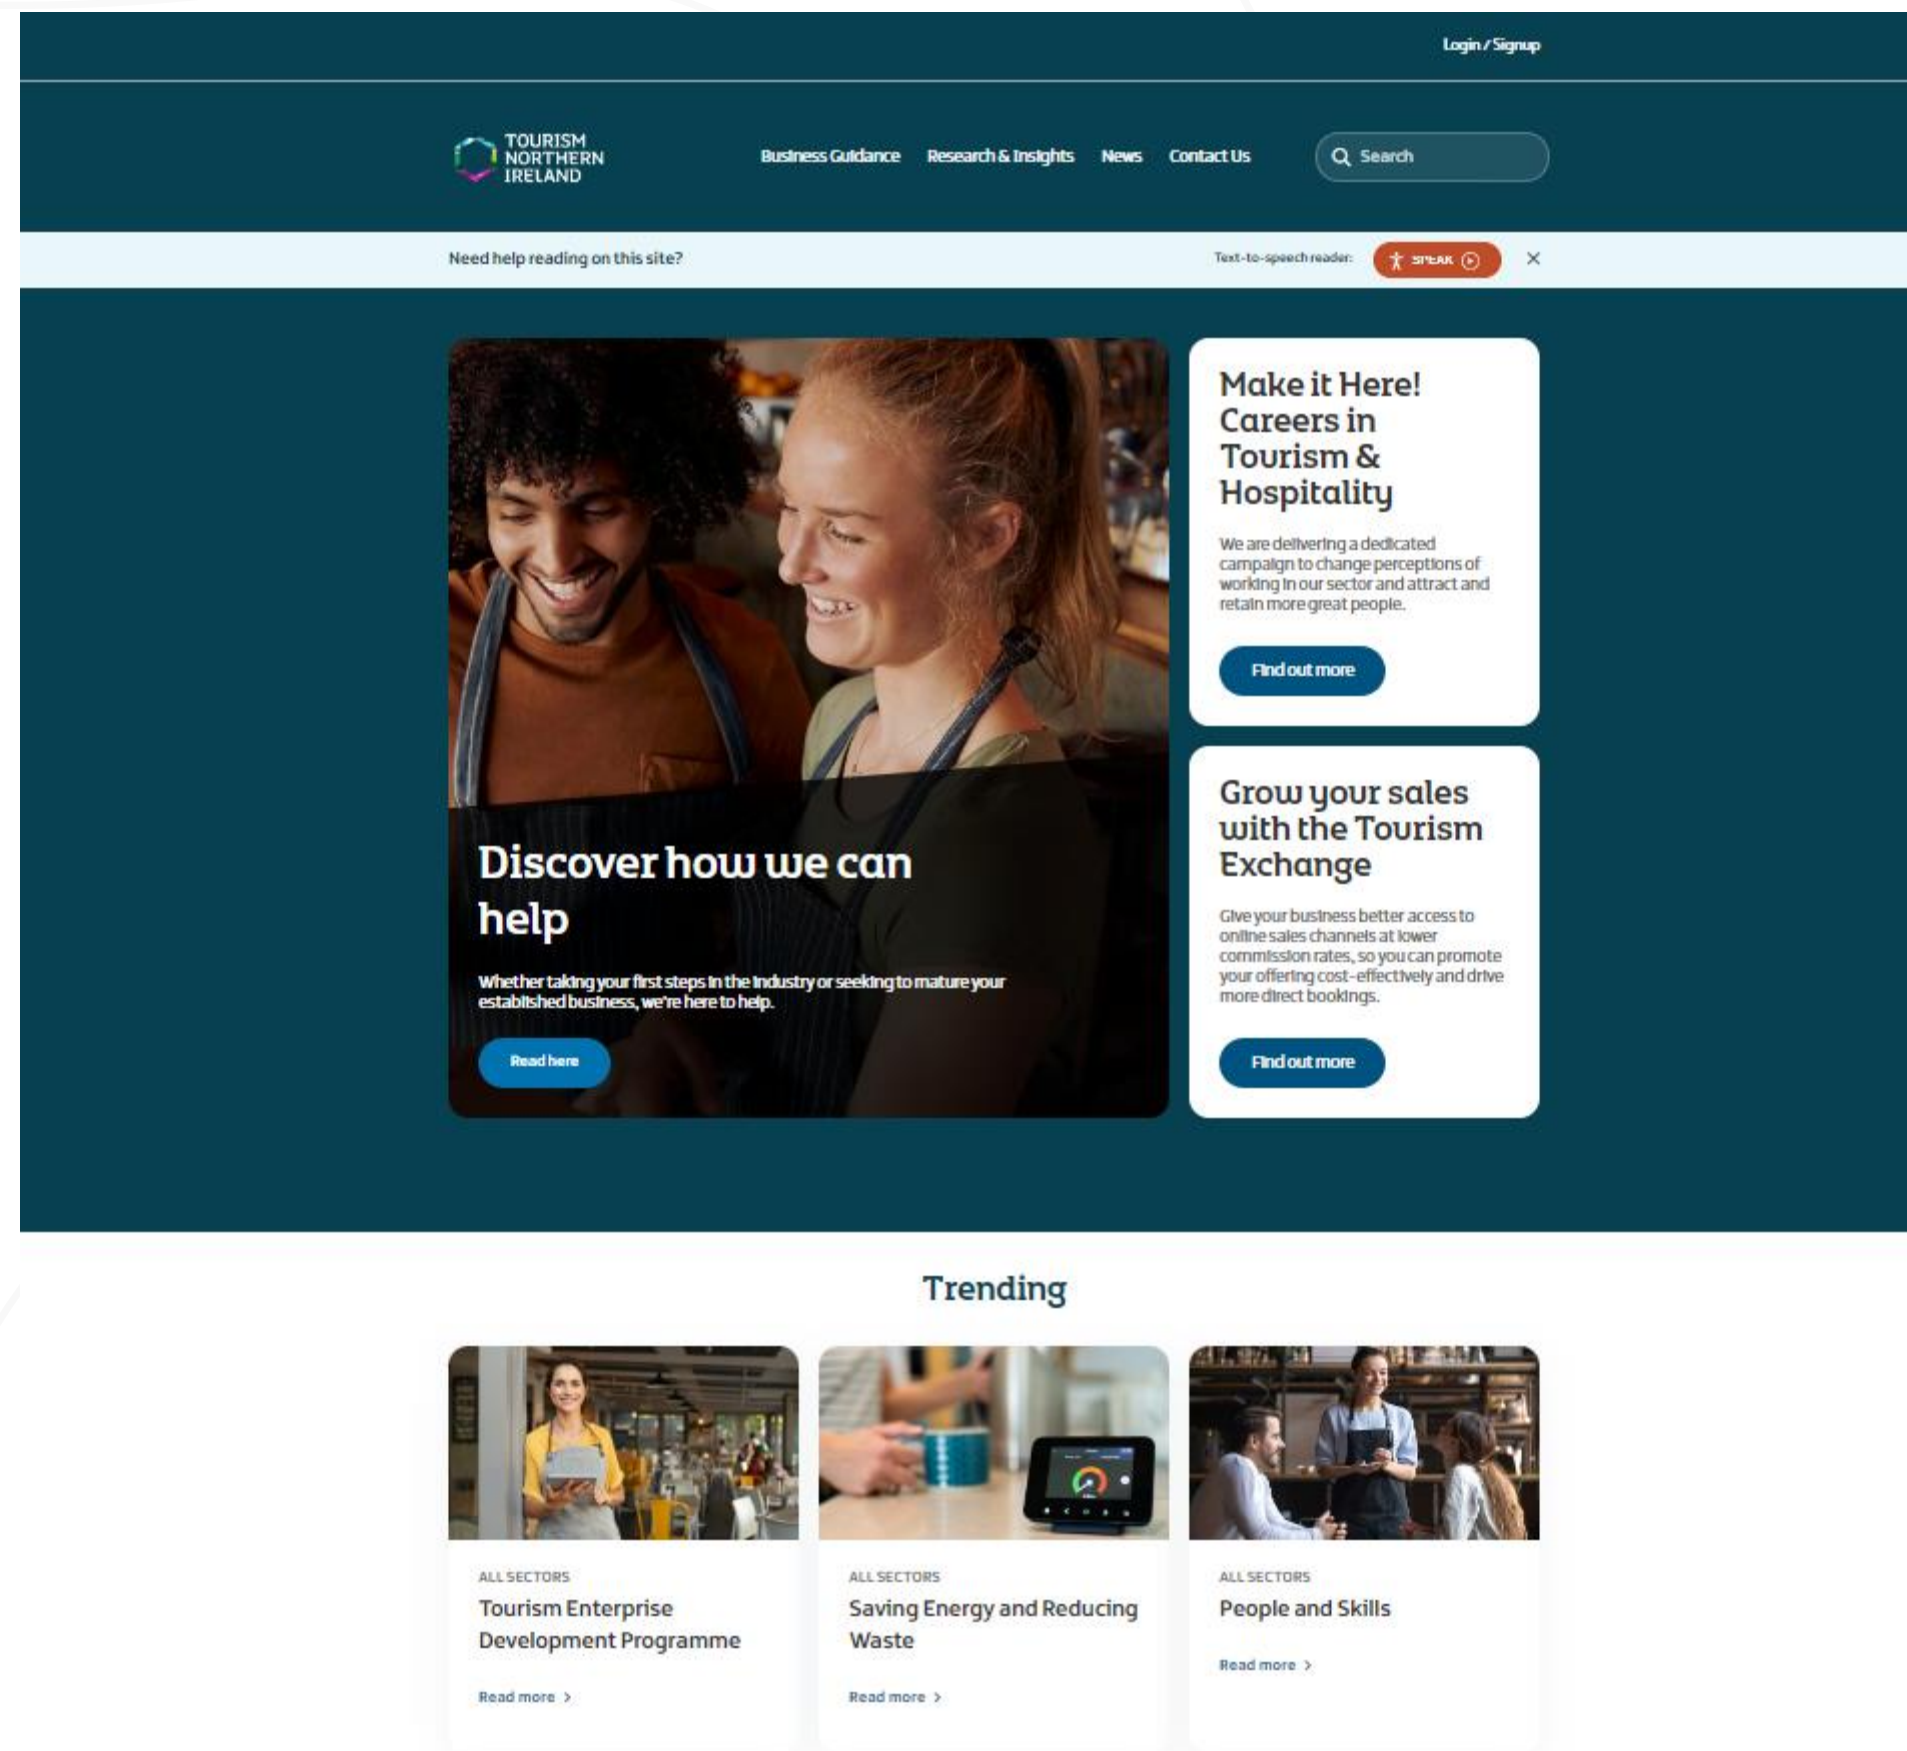 Login / Signup
TOURISM
NORTHERN
IRELAND
Business Guidance
Research & Insights
News
Contact Us
Search
Need help reading on this site?
Text-to-speech reader:
SPEAK
Discover how we can
help
Whether taking your first steps in the industry or seeking to mature your
established business, we're here to help.
Read here
Make it Here!
Careers in
Tourism &
Hospitality
We are delivering a dedicated
campaign to change perceptions of
working in our sector and attract and
retain more great people.
Find out more
Grow your sales
with the Tourism
Exchange
Give your business better access to
online sales channels at lower
commission rates, so you can promote
your offering cost-effectively and drive
more direct bookings.
Find out more
Trending
ALL SECTORS
Tourism Enterprise
Development Programme
Read more >
ALL SECTORS
Saving Energy and Reducing
Waste
Read more >
ALL SECTORS
People and Skills
Read more >